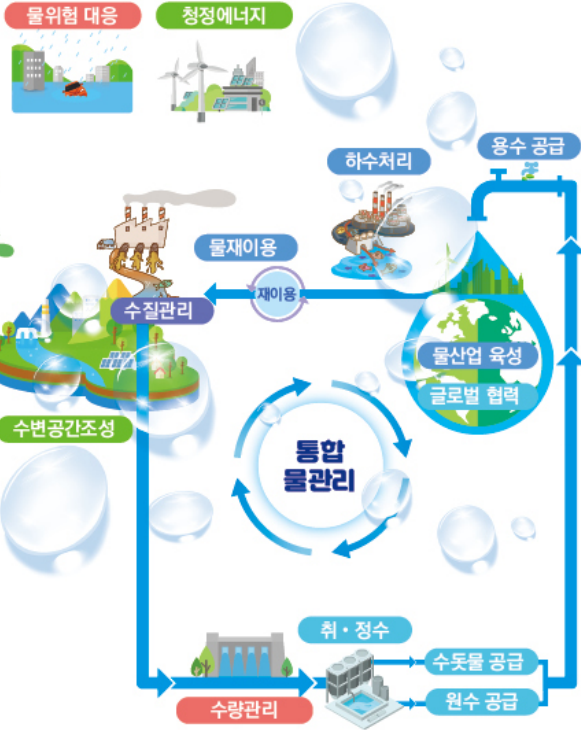 물위험 대응
청정에너지
용수 공급
하수처리
물재이용
재이용
수질관리
물산업 육성
글로벌 협력
수변공간조성
통합
물관리
취·정수
수돗물 공급
수량관리
원수 공급